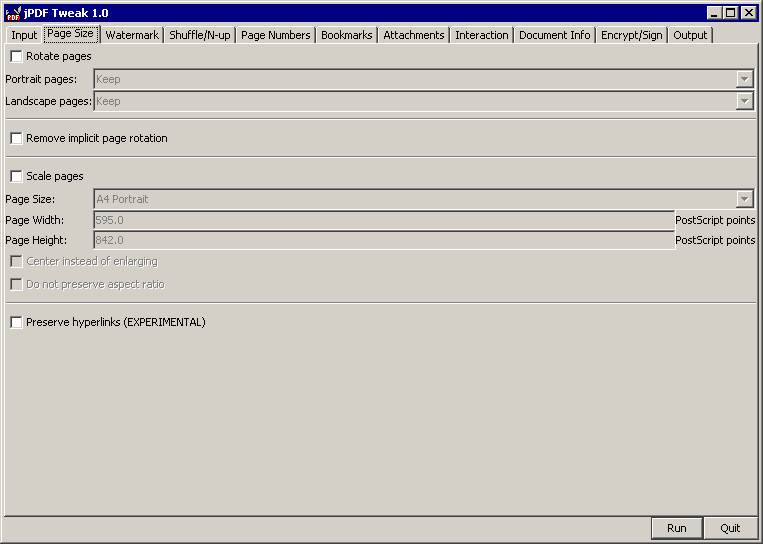 jPDF Tweak 1.0
Input Page Size Watermark Shuffle/N-up Page Numbers Bookmarks Attachments Interaction Document Info Encrypt/Sign Output
Rotate pages
Portrait pages: Keep
Landscape pages: Keep
Remove implicit page rotation
Scale pages
Page Size: A4 Portrait
Page Width: 595.0 PostScript points
Page Height: 842.0 PostScript points
Center instead of enlarging
Do not preserve aspect ratio
Preserve hyperlinks (EXPERIMENTAL)
Run Quit